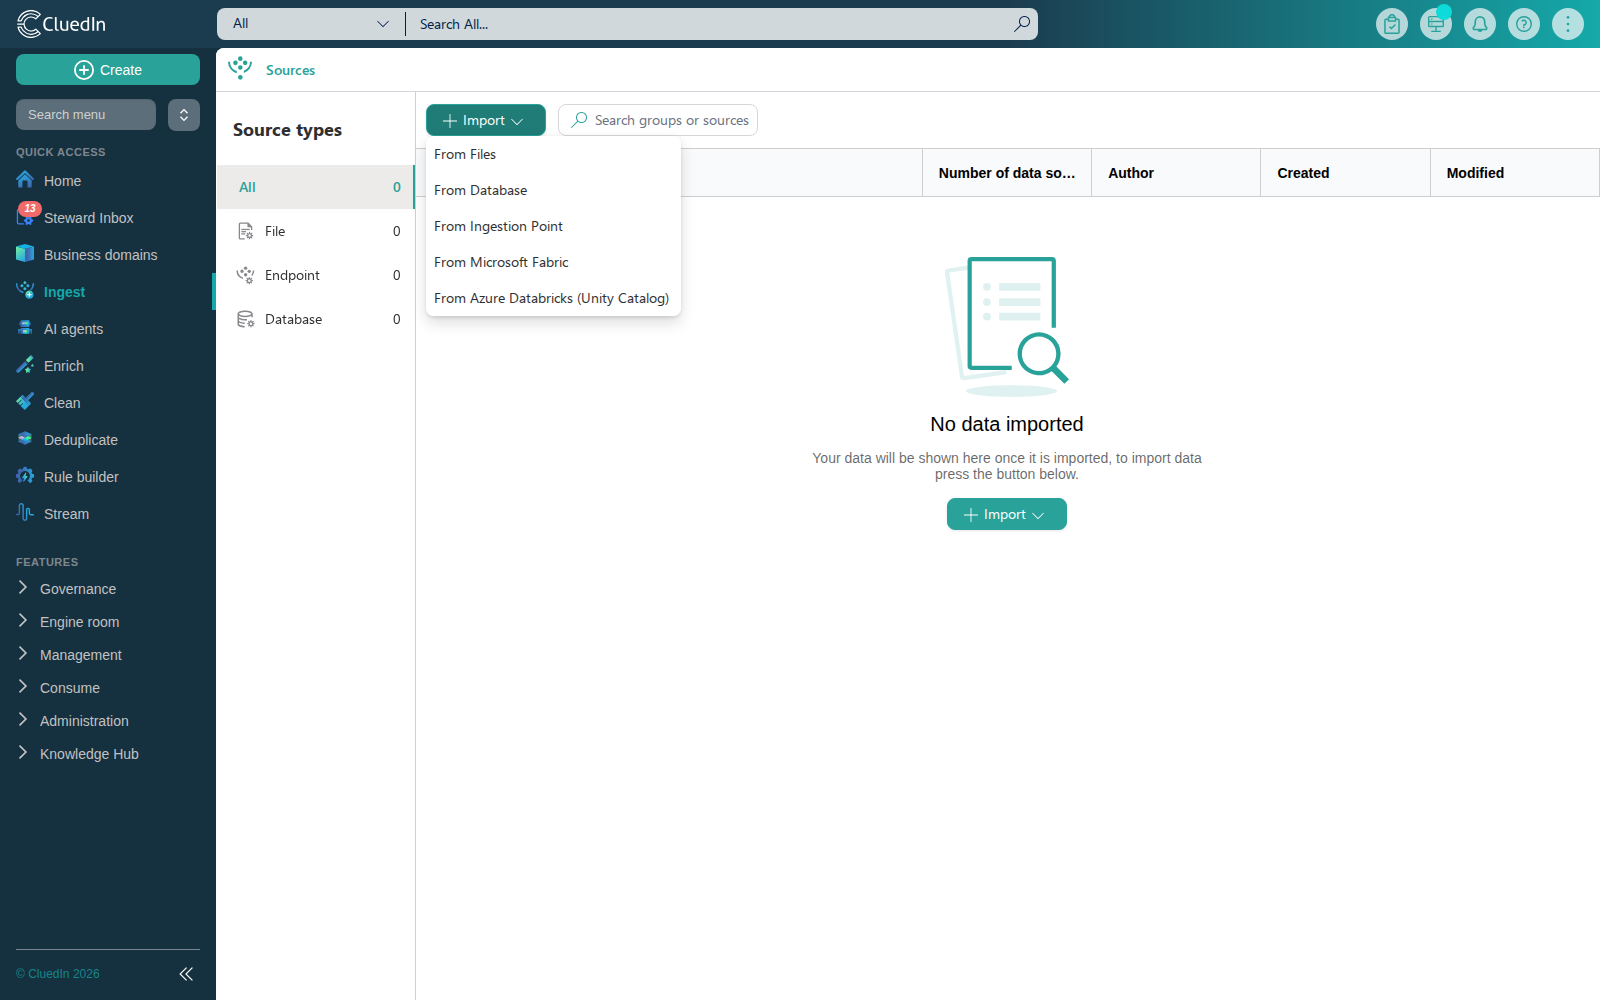 CluedIn
All
Search All...
Create
Search menu
QUICK ACCESS
Home
13
Steward Inbox
Business domains
Ingest
AI agents
Enrich
Clean
Deduplicate
Rule builder
Stream
FEATURES
Governance
Engine room
Management
Consume
Administration
Knowledge Hub
© CluedIn 2026
Sources
Source types
All 0
File 0
Endpoint 0
Database 0
Import
Search groups or sources
From Files
From Database
From Ingestion Point
From Microsoft Fabric
From Azure Databricks (Unity Catalog)
Number of data so...
Author
Created
Modified
No data imported
Your data will be shown here once it is imported, to import data
press the button below.
Import